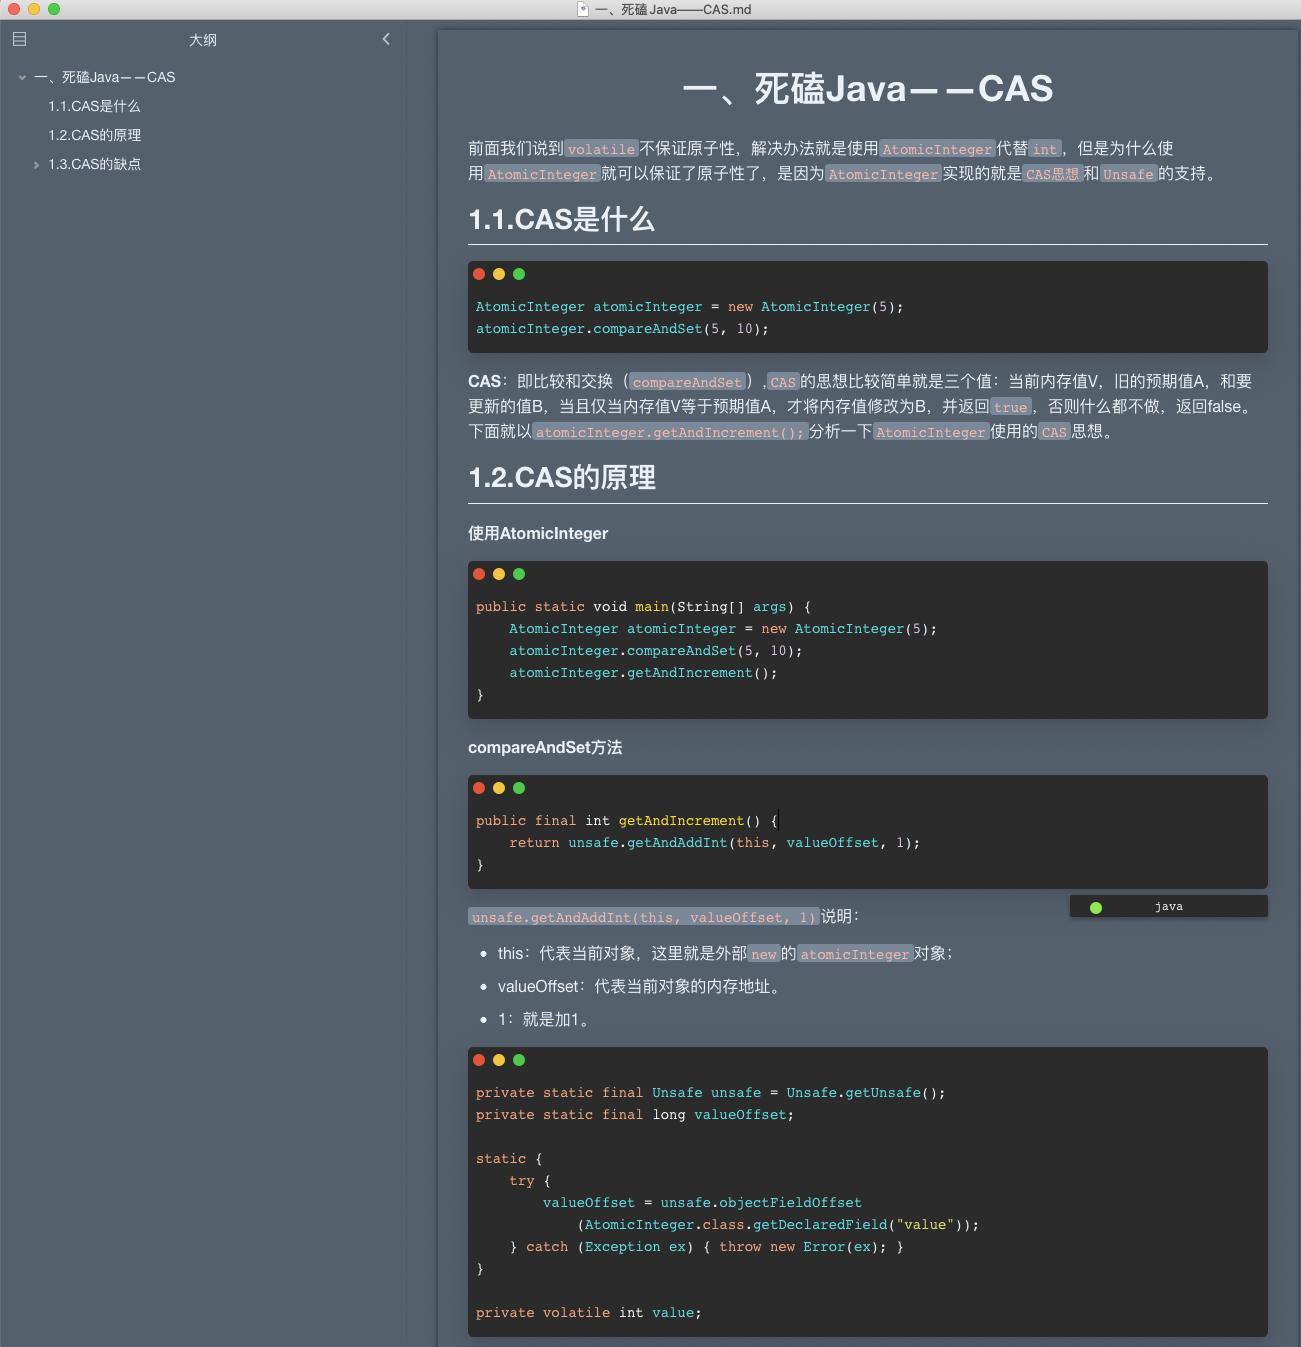 一、死磕Java——CAS.md
大纲
一、死磕Java——CAS
1.1.CAS是什么
1.2.CAS的原理
1.3.CAS的缺点
一、死磕Java——CAS
前面我们说到volatile不保证原子性，解决办法就是使用AtomicInteger代替int，但是为什么使
用AtomicInteger就可以保证了原子性了，是因为AtomicInteger实现的就是CAS思想和Unsafe的支持。
1.1.CAS是什么
AtomicInteger atomicInteger = new AtomicInteger(5);
atomicInteger.compareAndSet(5, 10);
CAS：即比较和交换（compareAndSet）,CAS的思想比较简单就是三个值：当前内存值V，旧的预期值A，和要
更新的值B，当且仅当内存值V等于预期值A，才将内存值修改为B，并返回true，否则什么都不做，返回false。
下面就以atomicInteger.getAndIncrement();分析一下AtomicInteger使用的CAS思想。
1.2.CAS的原理
使用AtomicInteger
public static void main(String[] args) {
    AtomicInteger atomicInteger = new AtomicInteger(5);
    atomicInteger.compareAndSet(5, 10);
    atomicInteger.getAndIncrement();
}
compareAndSet方法
public final int getAndIncrement() {
    return unsafe.getAndAddInt(this, valueOffset, 1);
}
java
unsafe.getAndAddInt(this, valueOffset, 1)说明：
• this：代表当前对象，这里就是外部new的atomicInteger对象；
• valueOffset：代表当前对象的内存地址。
• 1：就是加1。
private static final Unsafe unsafe = Unsafe.getUnsafe();
private static final long valueOffset;
static {
    try {
        valueOffset = unsafe.objectFieldOffset
            (AtomicInteger.class.getDeclaredField("value"));
    } catch (Exception ex) { throw new Error(ex); }
}
private volatile int value;